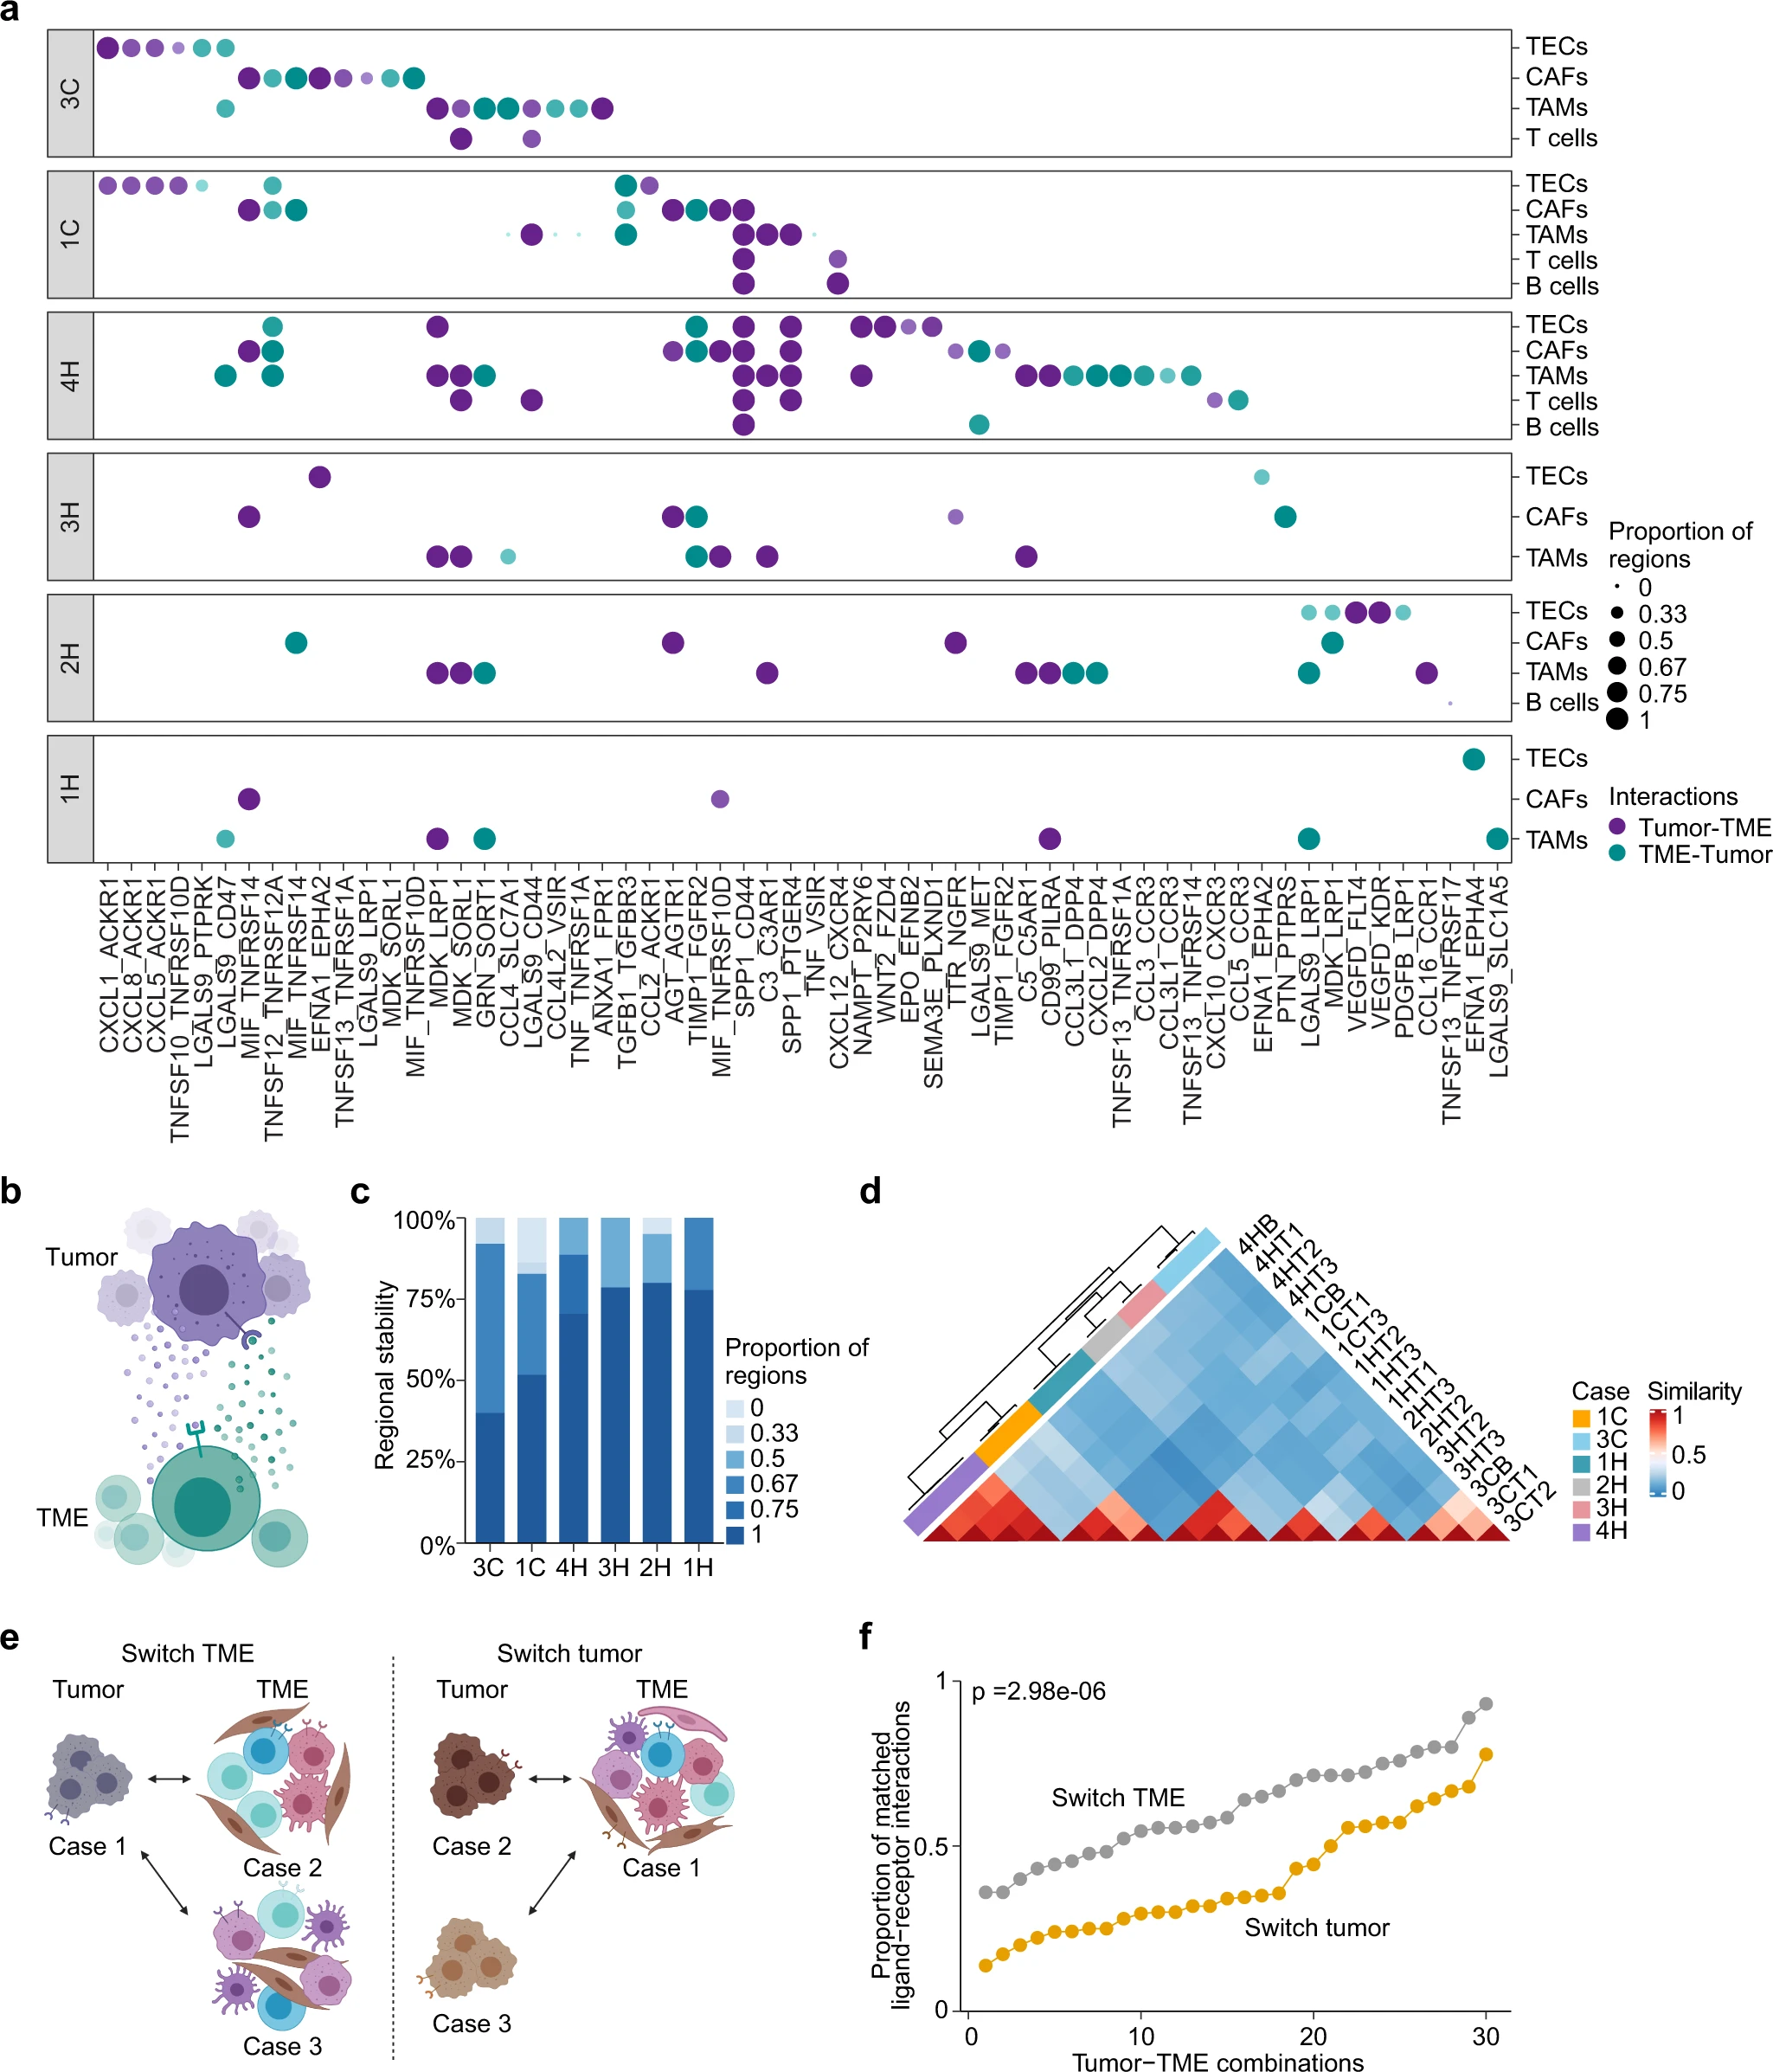 a
3C
TECs
CAFs
TAMs
T cells
1C
TECs
CAFs
TAMs
T cells
B cells
4H
TECs
CAFs
TAMs
T cells
B cells
3H
TECs
CAFs
TAMs
2H
TECs
CAFs
TAMs
B cells
1H
TECs
CAFs
TAMs
Proportion of
regions
0
0.33
0.5
0.67
0.75
1
Interactions
Tumor-TME
TME-Tumor
CXCL1_ACKR1
CXCL8_ACKR1
CXCL5_ACKR1
TNFSF10_TNFRSF10D
LGALS9_PTPRK
LGALS9_CD47
MIF_TNFRSF14
TNFSF12_TNFRSF12A
MIF_TNFRSF14
EFNA1_EPHA2
TNFSF13_TNFRSF1A
LGALS9_LRP1
MDK_SORL1
MIF_TNFRSF10D
MDK_LRP1
MDK_SORL1
GRN_SORT1
CCL4_SLC7A1
LGALS9_CD44
CCL4L2_VSIR
TNF_TNFRSF1A
ANXA1_FPR1
TGFB1_TGFBR3
CCL2_ACKR1
AGT_AGTR1
TIMP1_FGFR2
MIF_TNFRSF10D
SPP1_CD44
C3_C3AR1
SPP1_PTGER4
TNF_VSIR
CXCL12_CXCR4
NAMPT_P2RY6
WNT2_FZD4
EPO_EFNB2
SEMA3E_PLXND1
TTR_NGFR
LGALS9_MET
TIMP1_FGFR2
C5_C5AR1
CD99_PILRA
CCL3L1_DPP4
CXCL2_DPP4
TNFSF13_TNFRSF1A
CCL3_CCR3
CCL3L1_CCR3
TNFSF13_TNFRSF14
CXCL10_CXCR3
CCL5_CCR3
EFNA1_EPHA2
PTN_PTPRS
LGALS9_LRP1
MDK_LRP1
VEGFD_FLT4
VEGFD_KDR
PDGFB_LRP1
CCL16_CCR1
TNFSF13_TNFRSF17
EFNA1_EPHA4
LGALS9_SLC1A5
b
Tumor
TME
c
Regional stability
100%
75%
50%
25%
0%
3C 1C 4H 3H 2H 1H
Proportion of
regions
0
0.33
0.5
0.67
0.75
1
d
4HB
4HT1
4HT2
4HT3
1CB
3CB
3CT1
3CT2
Case
1C
3C
1H
2H
3H
4H
Similarity
1
0.5
0
e
Switch TME
Tumor
TME
Case 1
Case 2
Case 3
Switch tumor
Tumor
TME
Case 2
Case 1
Case 3
f
Proportion of matched
ligand−receptor interactions
1
0.5
0
p =2.98e-06
Switch TME
Switch tumor
0 10 20 30
Tumor−TME combinations